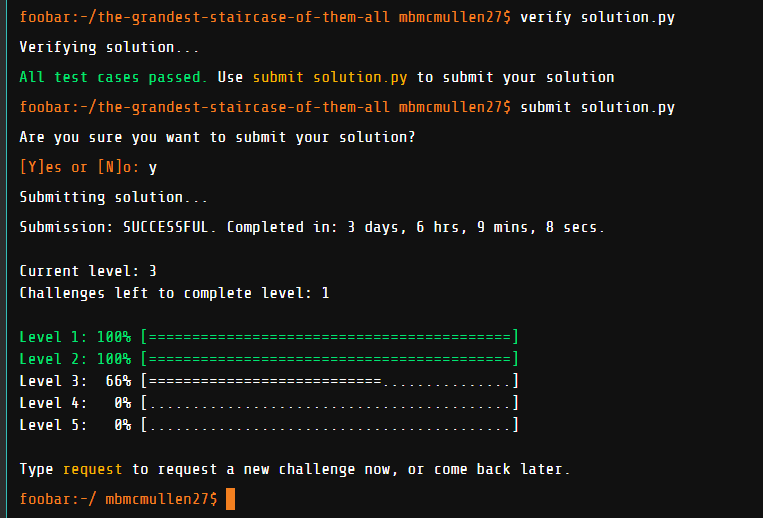 foobar:~/the-grandest-staircase-of-them-all mbmcmullen27$ verify solution.py
Verifying solution...
All test cases passed. Use submit solution.py to submit your solution
foobar:~/the-grandest-staircase-of-them-all mbmcmullen27$ submit solution.py
Are you sure you want to submit your solution?
[Y]es or [N]o: y
Submitting solution...
Submission: SUCCESSFUL. Completed in: 3 days, 6 hrs, 9 mins, 8 secs.
Current level: 3
Challenges left to complete level: 1
Level 1: 100% [==========================================]
Level 2: 100% [==========================================]
Level 3:  66% [===========================...............]
Level 4:   0% [..........................................]
Level 5:   0% [..........................................]
Type request to request a new challenge now, or come back later.
foobar:~/ mbmcmullen27$